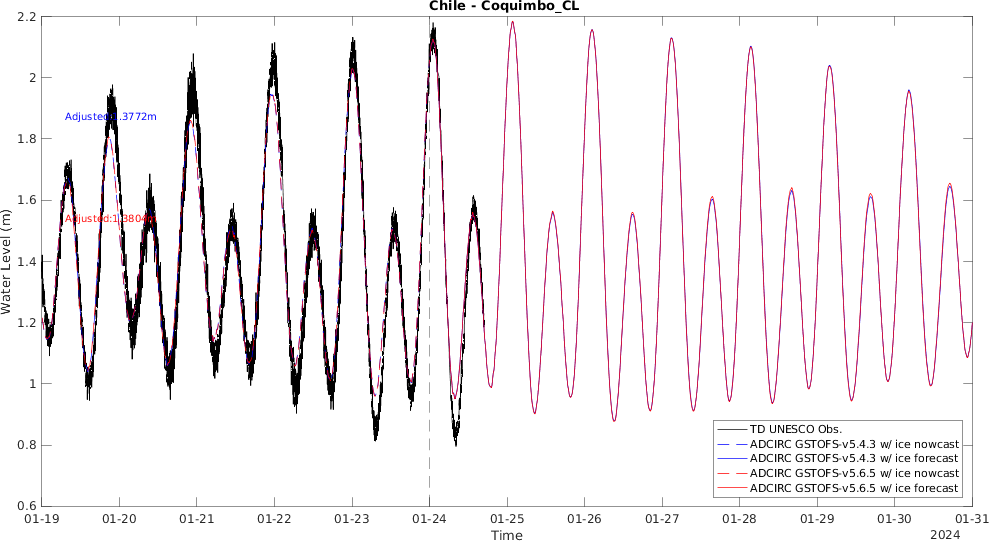 Chile - Coquimbo_CL
2.2
2
1.8
1.6
1.4
1.2
1
0.8
0.6
Water Level (m)
Adjusted: .3772m
Adjusted:1.3804m
01-19 01-20 01-21 01-22 01-23 01-24 01-25 01-26 01-27 01-28 01-29 01-30 01-31
Time
2024
TD UNESCO Obs.
ADCIRC GSTOFS-v5.4.3 w/ ice nowcast
ADCIRC GSTOFS-v5.4.3 w/ ice forecast
ADCIRC GSTOFS-v5.6.5 w/ ice nowcast
ADCIRC GSTOFS-v5.6.5 w/ ice forecast